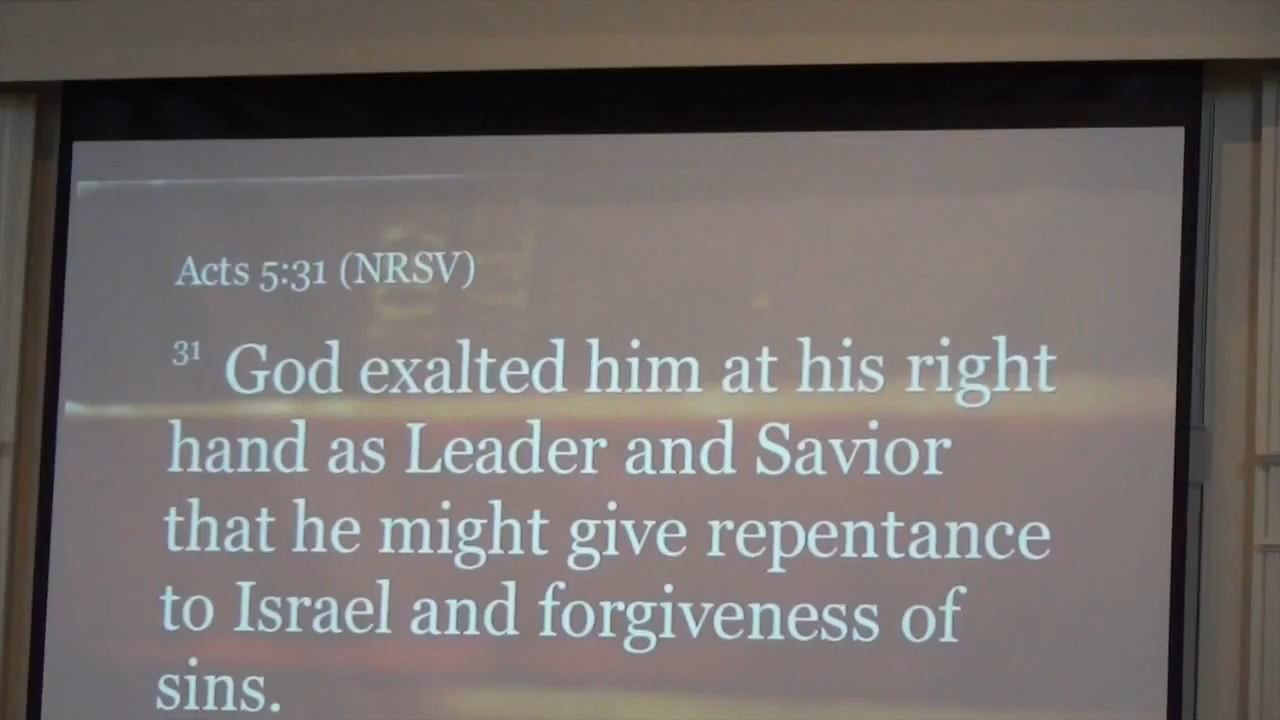 Acts 5:31 (NRSV)
31 God exalted him at his right
hand as Leader and Savior
that he might give repentance
to Israel and forgiveness of
sins.